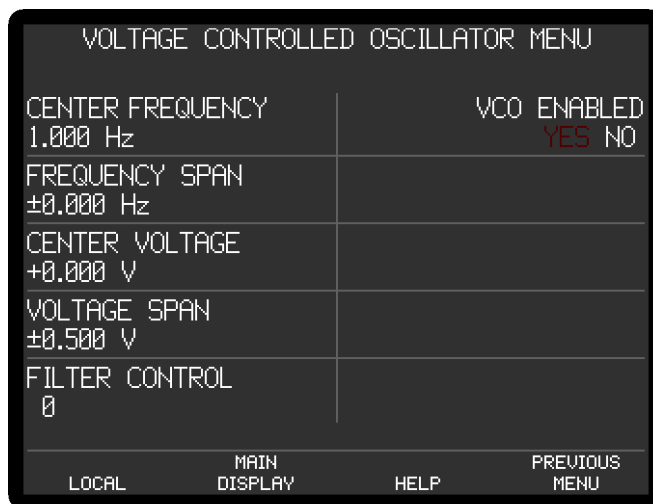 VOLTAGE CONTROLLED OSCILLATOR MENU
CENTER FREQUENCY
1.000 Hz
VCO ENABLED
YES NO
FREQUENCY SPAN
±0.000 Hz
CENTER VOLTAGE
+0.000 V
VOLTAGE SPAN
±0.500 V
FILTER CONTROL
0
LOCAL
MAIN
DISPLAY
HELP
PREVIOUS
MENU